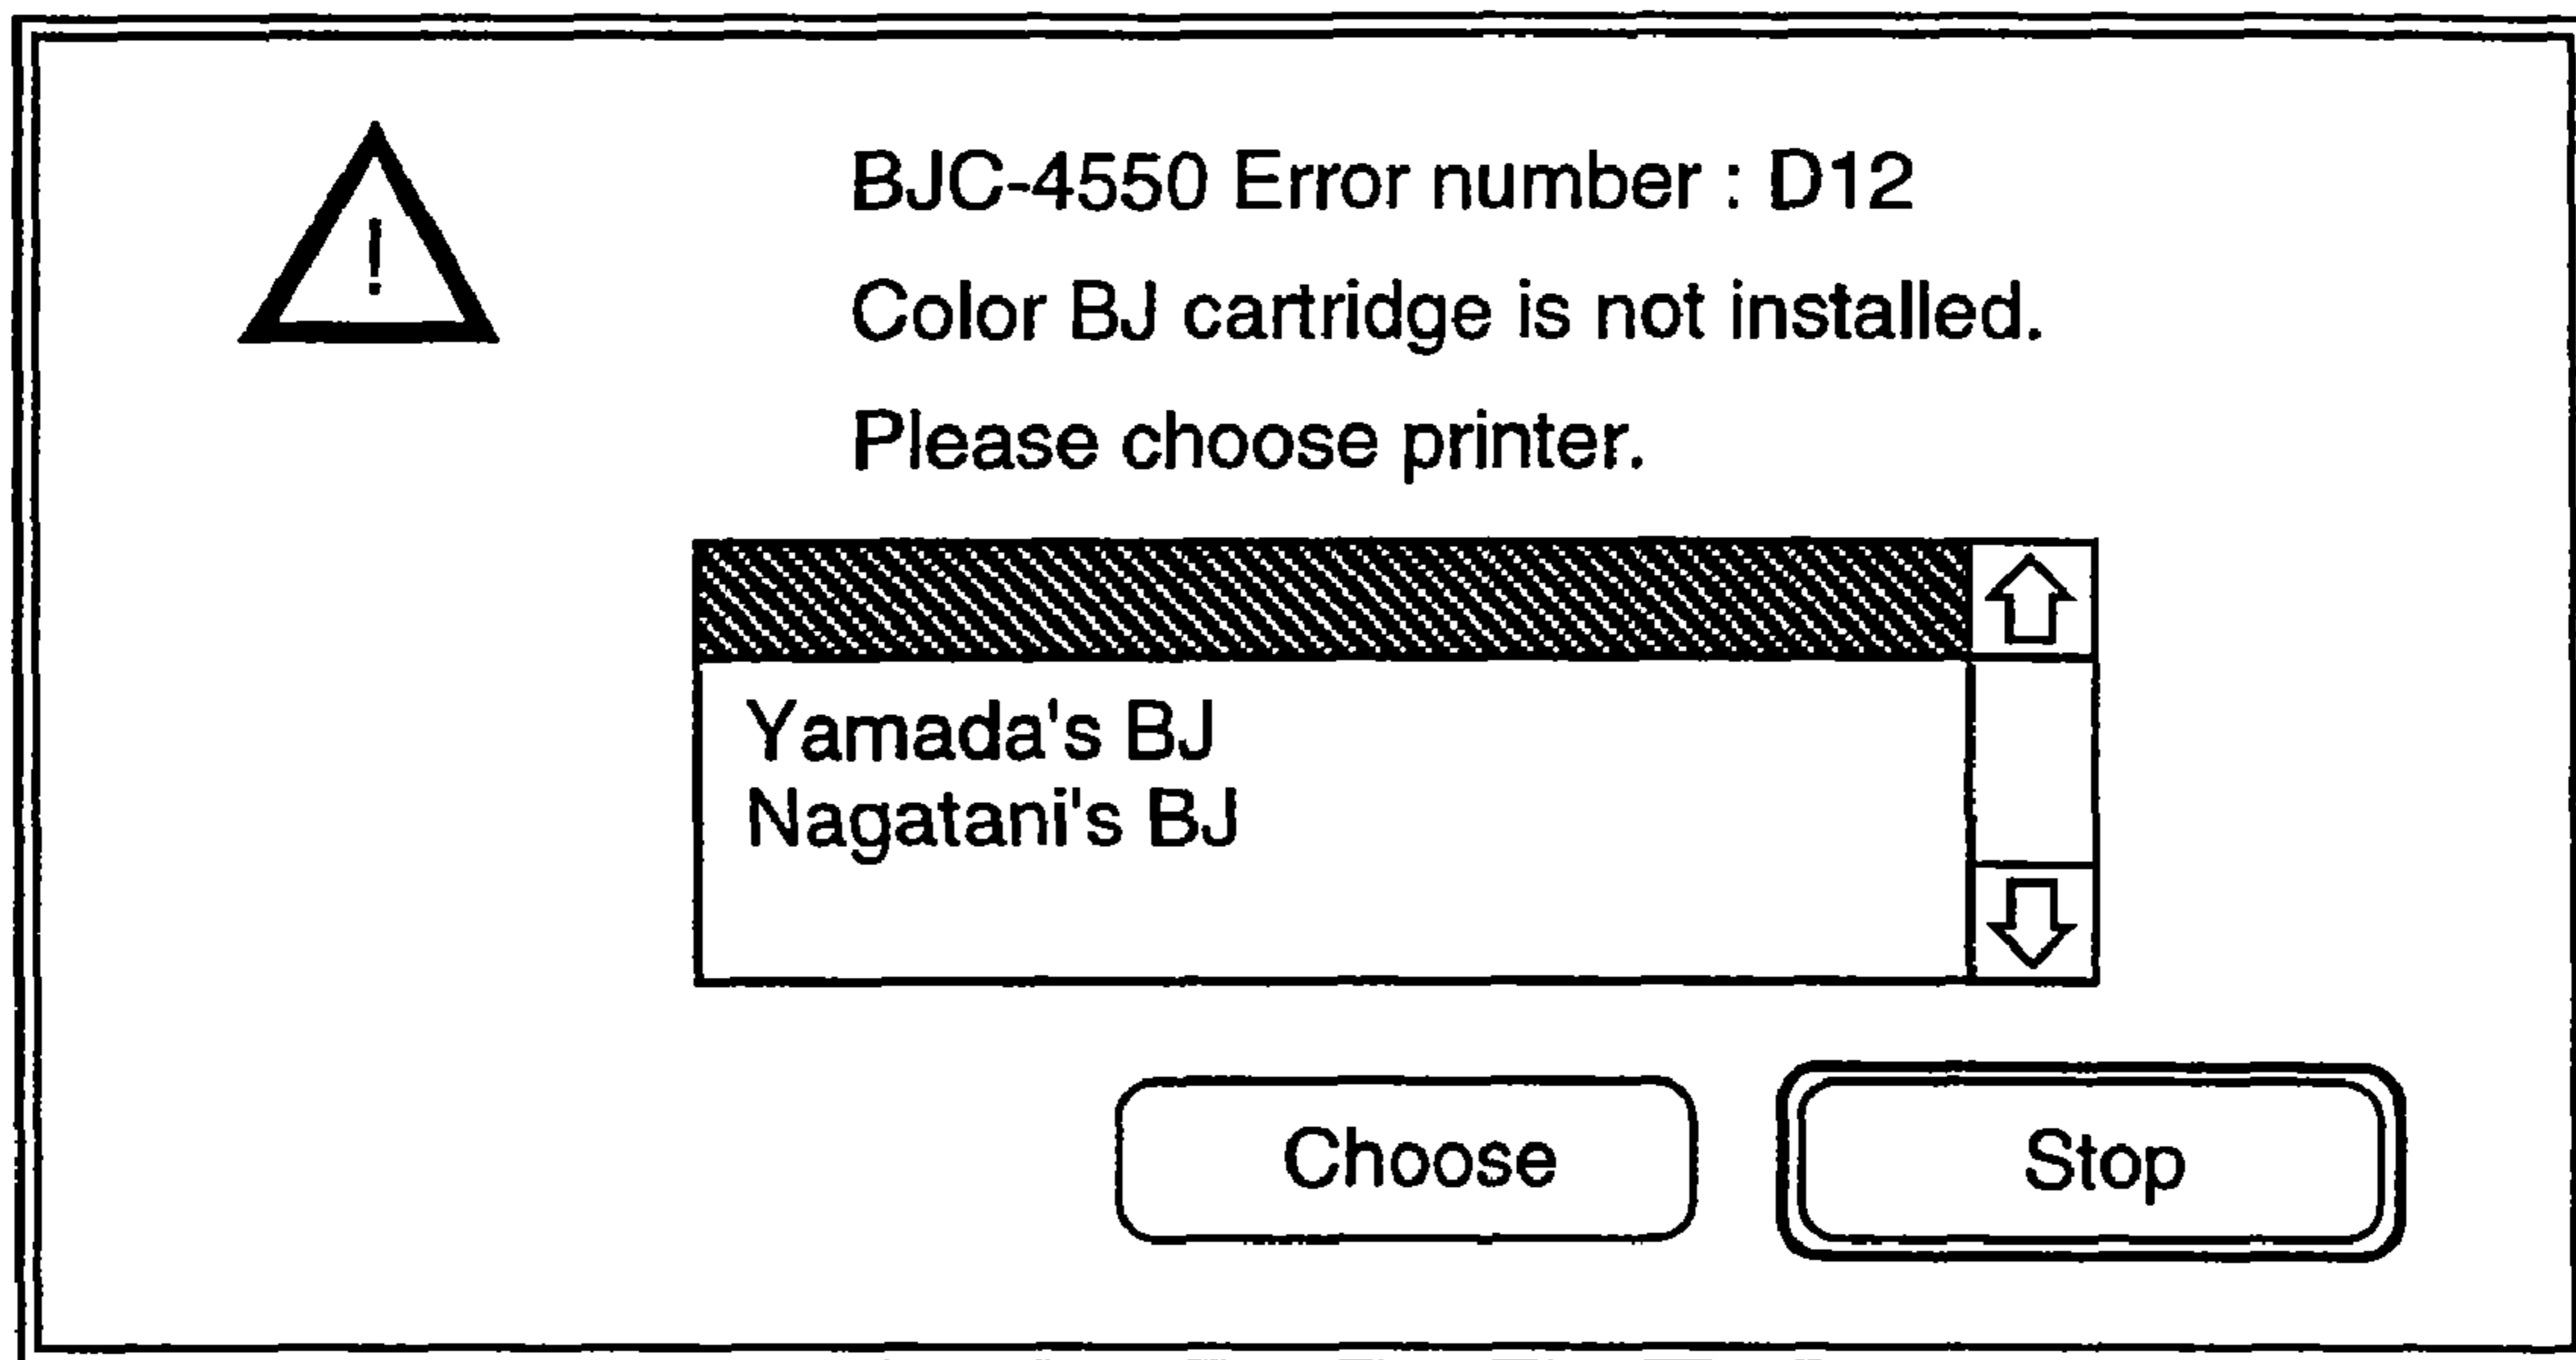 !
BJC-4550 Error number : D12
Color BJ cartridge is not installed.
Please choose printer.
Yamada's BJ
Nagatani's BJ
Choose
Stop